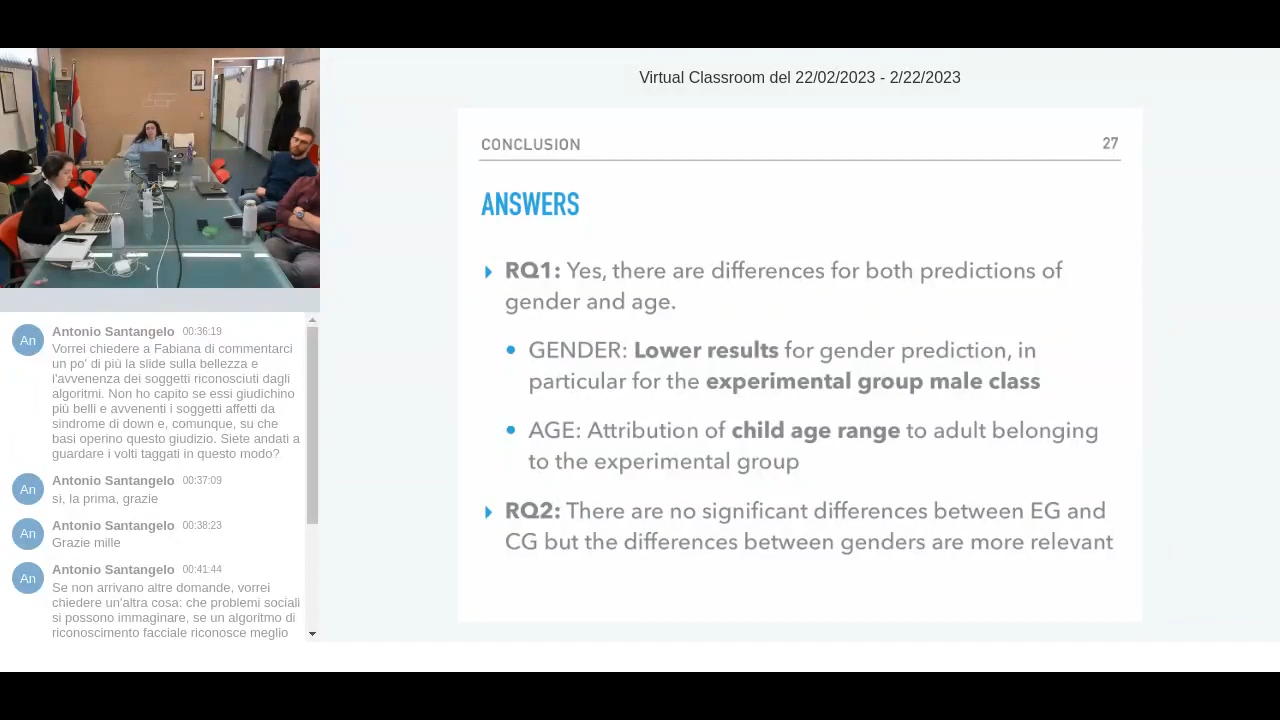 Virtual Classroom del 22/02/2023 - 2/22/2023
CONCLUSION
27
ANSWERS
RQ1: Yes, there are differences for both predictions of
gender and age.
GENDER: Lower results for gender prediction, in
particular for the experimental group male class
AGE: Attribution of child age range to adult belonging
to the experimental group
RQ2: There are no significant differences between EG and
CG but the differences between genders are more relevant
An
Antonio Santangelo 00:36:19
Vorrei chiedere a Fabiana di commentarci
un po' di più la slide sulla bellezza e
l'avvenenza dei soggetti riconosciuti dagli
algoritmi. Non ho capito se essi giudichino
più belli e avvenenti i soggetti affetti da
sindrome di down e, comunque, su che
basi operino questo giudizio. Siete andati a
guardare i volti taggati in questo modo?
An
Antonio Santangelo 00:37:09
sì, la prima, grazie
An
Antonio Santangelo 00:38:23
Grazie mille
An
Antonio Santangelo 00:41:44
Se non arrivano altre domande, vorrei
chiedere un'altra cosa: che problemi sociali
si possono immaginare, se un algoritmo di
riconoscimento facciale riconosce meglio